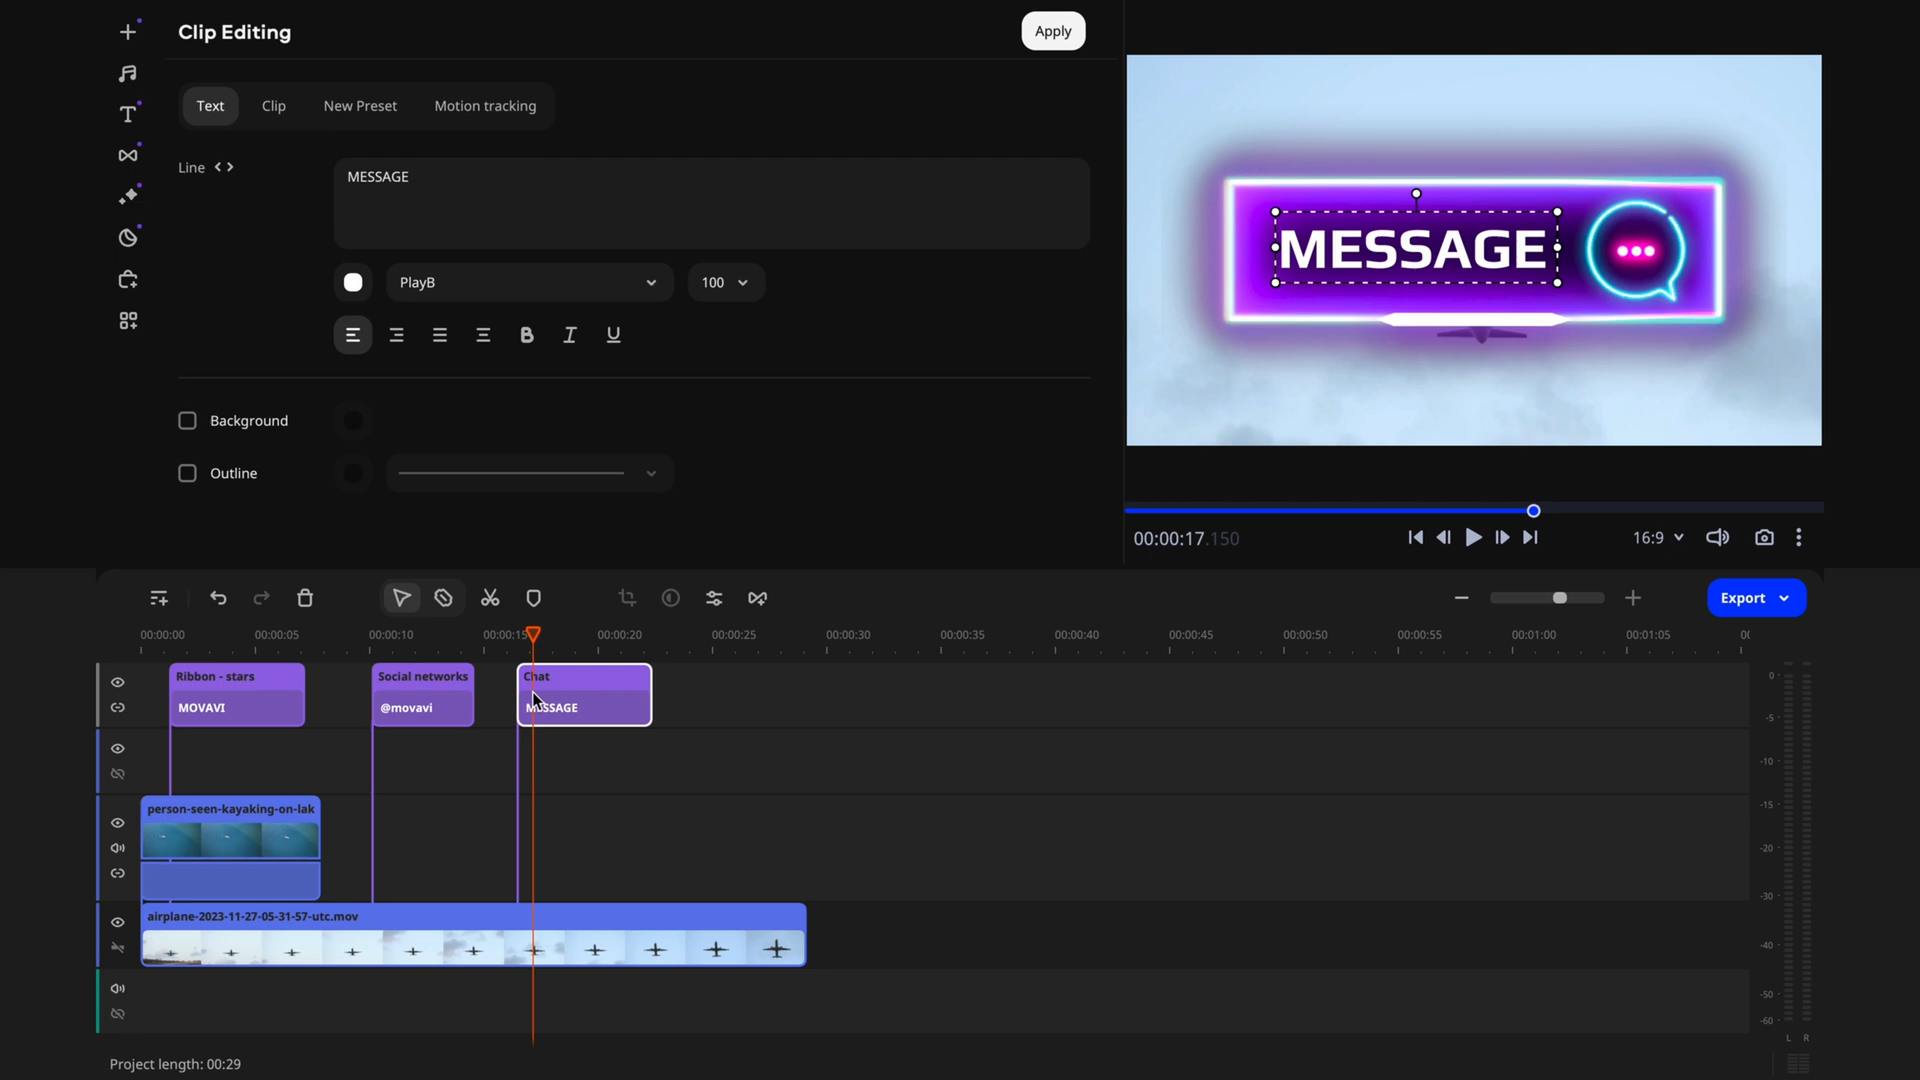 Clip Editing
Apply
Text Clip New Preset Motion tracking
Line
MESSAGE
PlayB
100
B I U
Background
Outline
MESSAGE
00:00:17.150
16:9
Export
00:00:00 00:00:05 00:00:10 00:00:15 00:00:20 00:00:25 00:00:30 00:00:35 00:00:40 00:00:45 00:00:50 00:00:55 00:01:00 00:01:05
Ribbon - stars
MOVAVI
Social networks
@movavi
Chat
MESSAGE
person-seen-kayaking-on-lak
airplane-2023-11-27-05-31-57-utc.mov
0
-5
-10
-15
-20
-30
-40
-50
-60
L R
Project length: 00:29